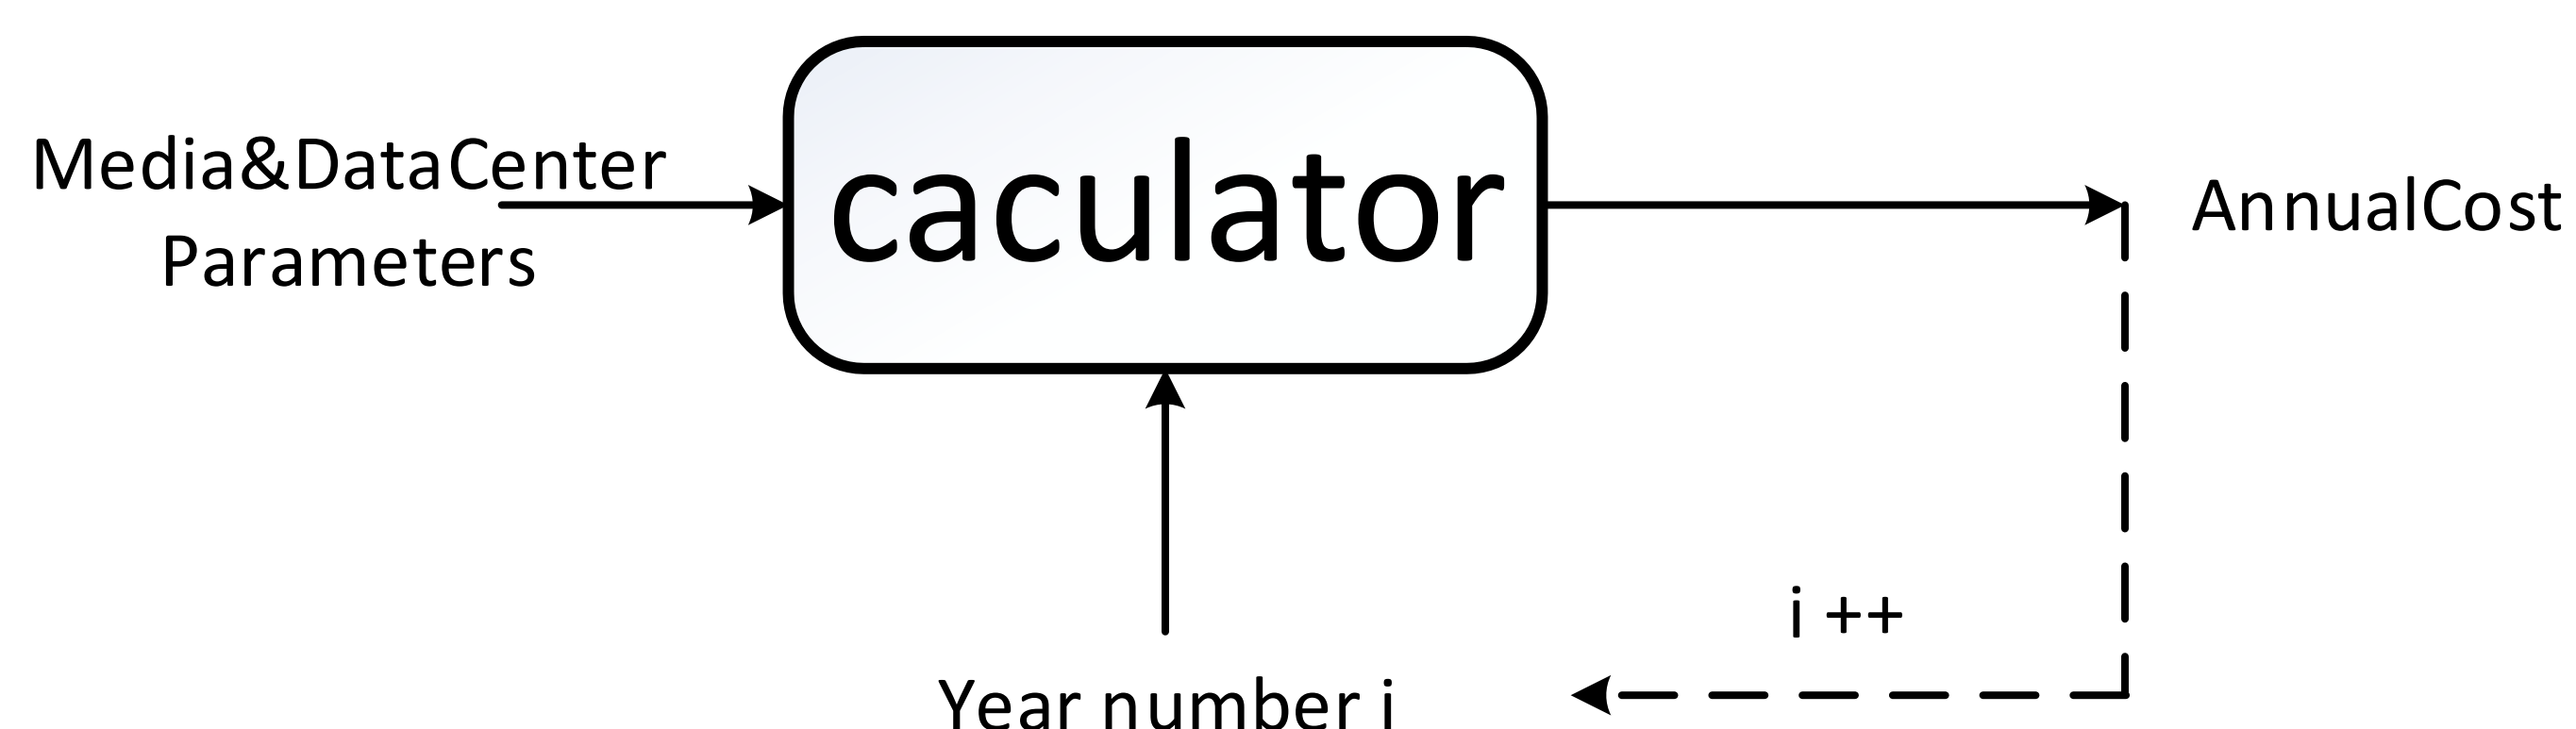 Media&DataCenter
Parameters
caculator
AnnualCost
i ++
Year number i